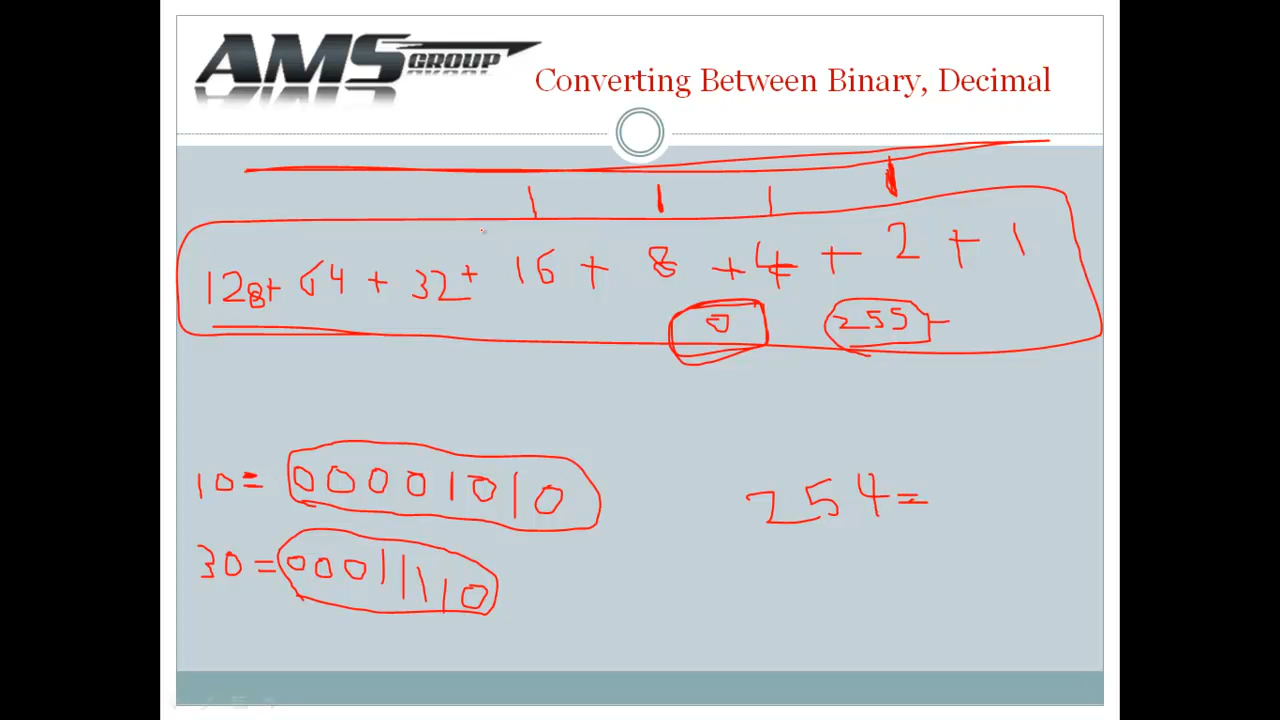 AMS GROUP
Converting Between Binary, Decimal
1 1 1 1
128+ 64 + 32 + 16 + 8 + 4 + 2 + 1
0 255
10= 00001010
254=
30 = 00011110